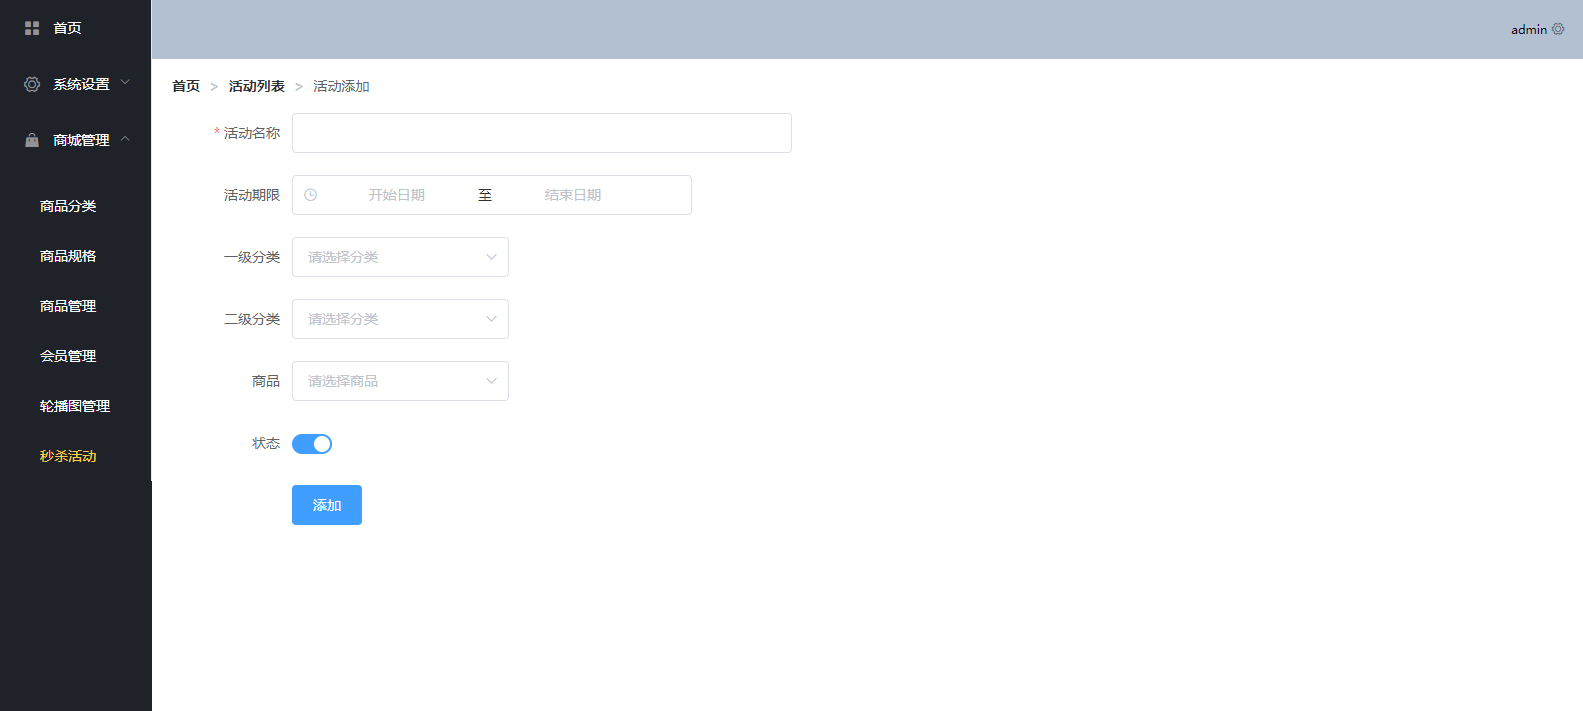 首页
系统设置
商城管理
商品分类
商品规格
商品管理
会员管理
轮播图管理
秒杀活动
admin
首页 > 活动列表 > 活动添加
* 活动名称
活动期限 开始日期 至 结束日期
一级分类 请选择分类
二级分类 请选择分类
商品 请选择商品
状态
添加